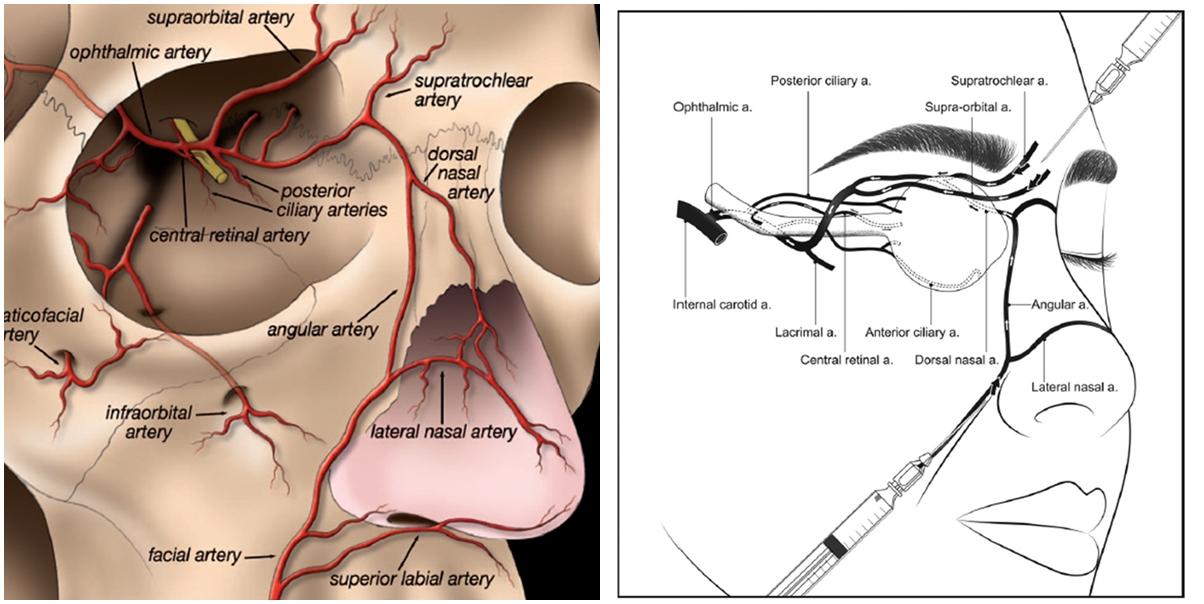 supraorbital artery
ophthalmic artery
supratrochlear
artery
dorsal
nasal
artery
posterior
ciliary arteries
central retinal artery
aticofacial
rtery
angular artery
infraorbital
artery
lateral nasal artery
facial artery
superior labial artery
Posterior ciliary a.
Supratrochlear a.
Ophthalmic a.
Supra-orbital a.
Internal carotid a.
Angular a.
Lacrimal a.
Anterior ciliary a.
Central retinal a.
Dorsal nasal a.
Lateral nasal a.